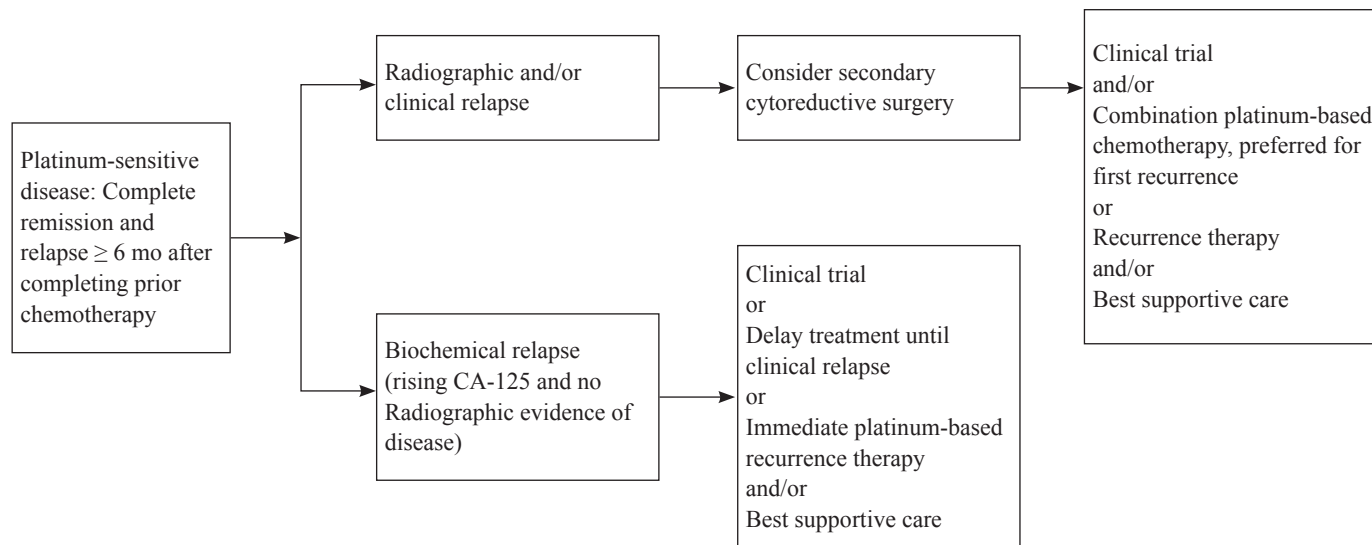 Platinum-sensitive
disease: Complete
remission and
relapse ≥ 6 mo after
completing prior
chemotherapy
Radiographic and/or
clinical relapse
Consider secondary
cytoreductive surgery
Clinical trial
and/or
Combination platinum-based
chemotherapy, preferred for
first recurrence
or
Recurrence therapy
and/or
Best supportive care
Biochemical relapse
(rising CA-125 and no
Radiographic evidence of
disease)
Clinical trial
or
Delay treatment until
clinical relapse
or
Immediate platinum-based
recurrence therapy
and/or
Best supportive care